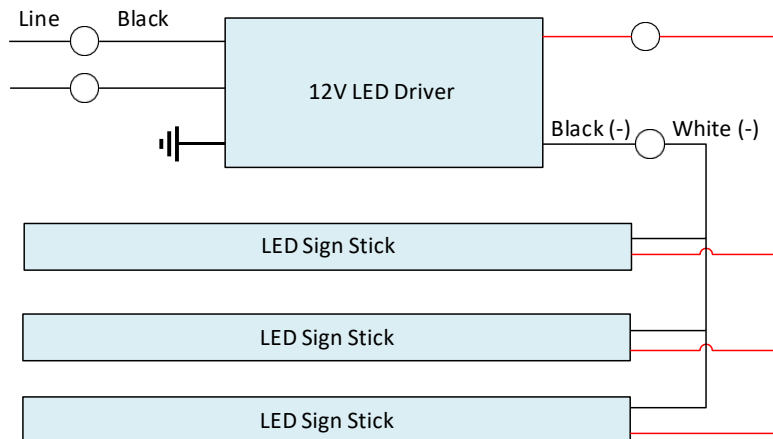 Line Black
12V LED Driver
Black (-) White (-)
LED Sign Stick
LED Sign Stick
LED Sign Stick